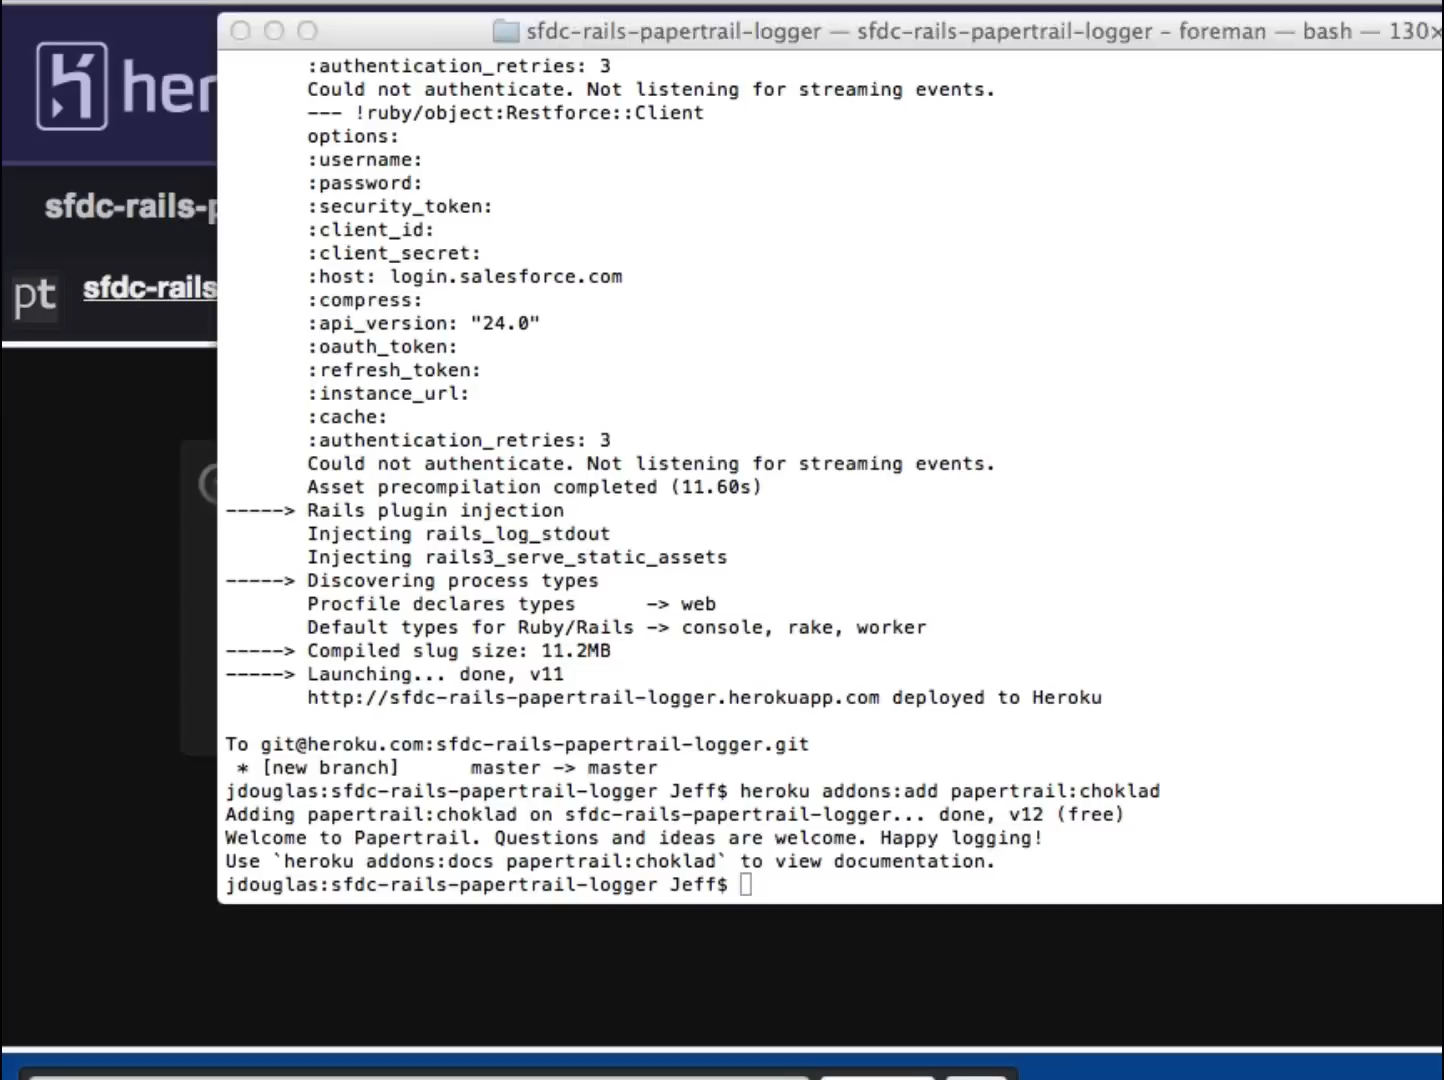 sfdc-rails-papertrail-logger — sfdc-rails-papertrail-logger - foreman — bash — 130×
her
sfdc-rails-p
pt sfdc-rails
:authentication_retries: 3
Could not authenticate. Not listening for streaming events.
--- !ruby/object:Restforce::Client
options:
:username:
:password:
:security_token:
:client_id:
:client_secret:
:host: login.salesforce.com
:compress:
:api_version: "24.0"
:oauth_token:
:refresh_token:
:instance_url:
:cache:
:authentication_retries: 3
Could not authenticate. Not listening for streaming events.
Asset precompilation completed (11.60s)
-----> Rails plugin injection
Injecting rails_log_stdout
Injecting rails3_serve_static_assets
-----> Discovering process types
Procfile declares types -> web
Default types for Ruby/Rails -> console, rake, worker
-----> Compiled slug size: 11.2MB
-----> Launching... done, v11
http://sfdc-rails-papertrail-logger.herokuapp.com deployed to Heroku
To git@heroku.com:sfdc-rails-papertrail-logger.git
* [new branch] master -> master
jdouglas:sfdc-rails-papertrail-logger Jeff$ heroku addons:add papertrail:choklad
Adding papertrail:choklad on sfdc-rails-papertrail-logger... done, v12 (free)
Welcome to Papertrail. Questions and ideas are welcome. Happy logging!
Use `heroku addons:docs papertrail:choklad` to view documentation.
jdouglas:sfdc-rails-papertrail-logger Jeff$